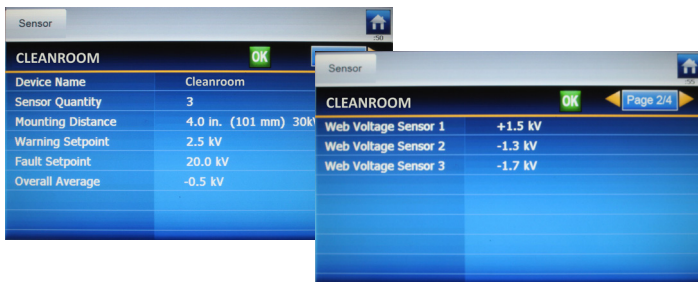 Sensor
:50
CLEANROOM OK
Device Name Cleanroom
Sensor Quantity 3
Mounting Distance 4.0 in. (101 mm) 30k
Warning Setpoint 2.5 kV
Fault Setpoint 20.0 kV
Overall Average -0.5 kV
Sensor
:55
CLEANROOM OK Page 2/4
Web Voltage Sensor 1 +1.5 kV
Web Voltage Sensor 2 -1.3 kV
Web Voltage Sensor 3 -1.7 kV